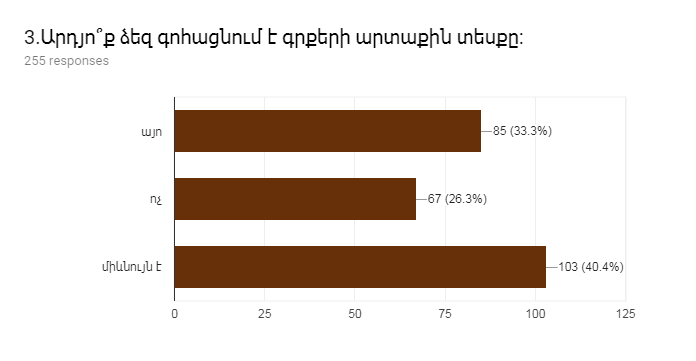 3.Արդյո՞ք ձեզ գոհացնում է գրքերի արտաքին տեսքը:
255 responses
այո
85 (33.3%)
ոչ
67 (26.3%)
միևնույն է
103 (40.4%)
0 25 50 75 100 125